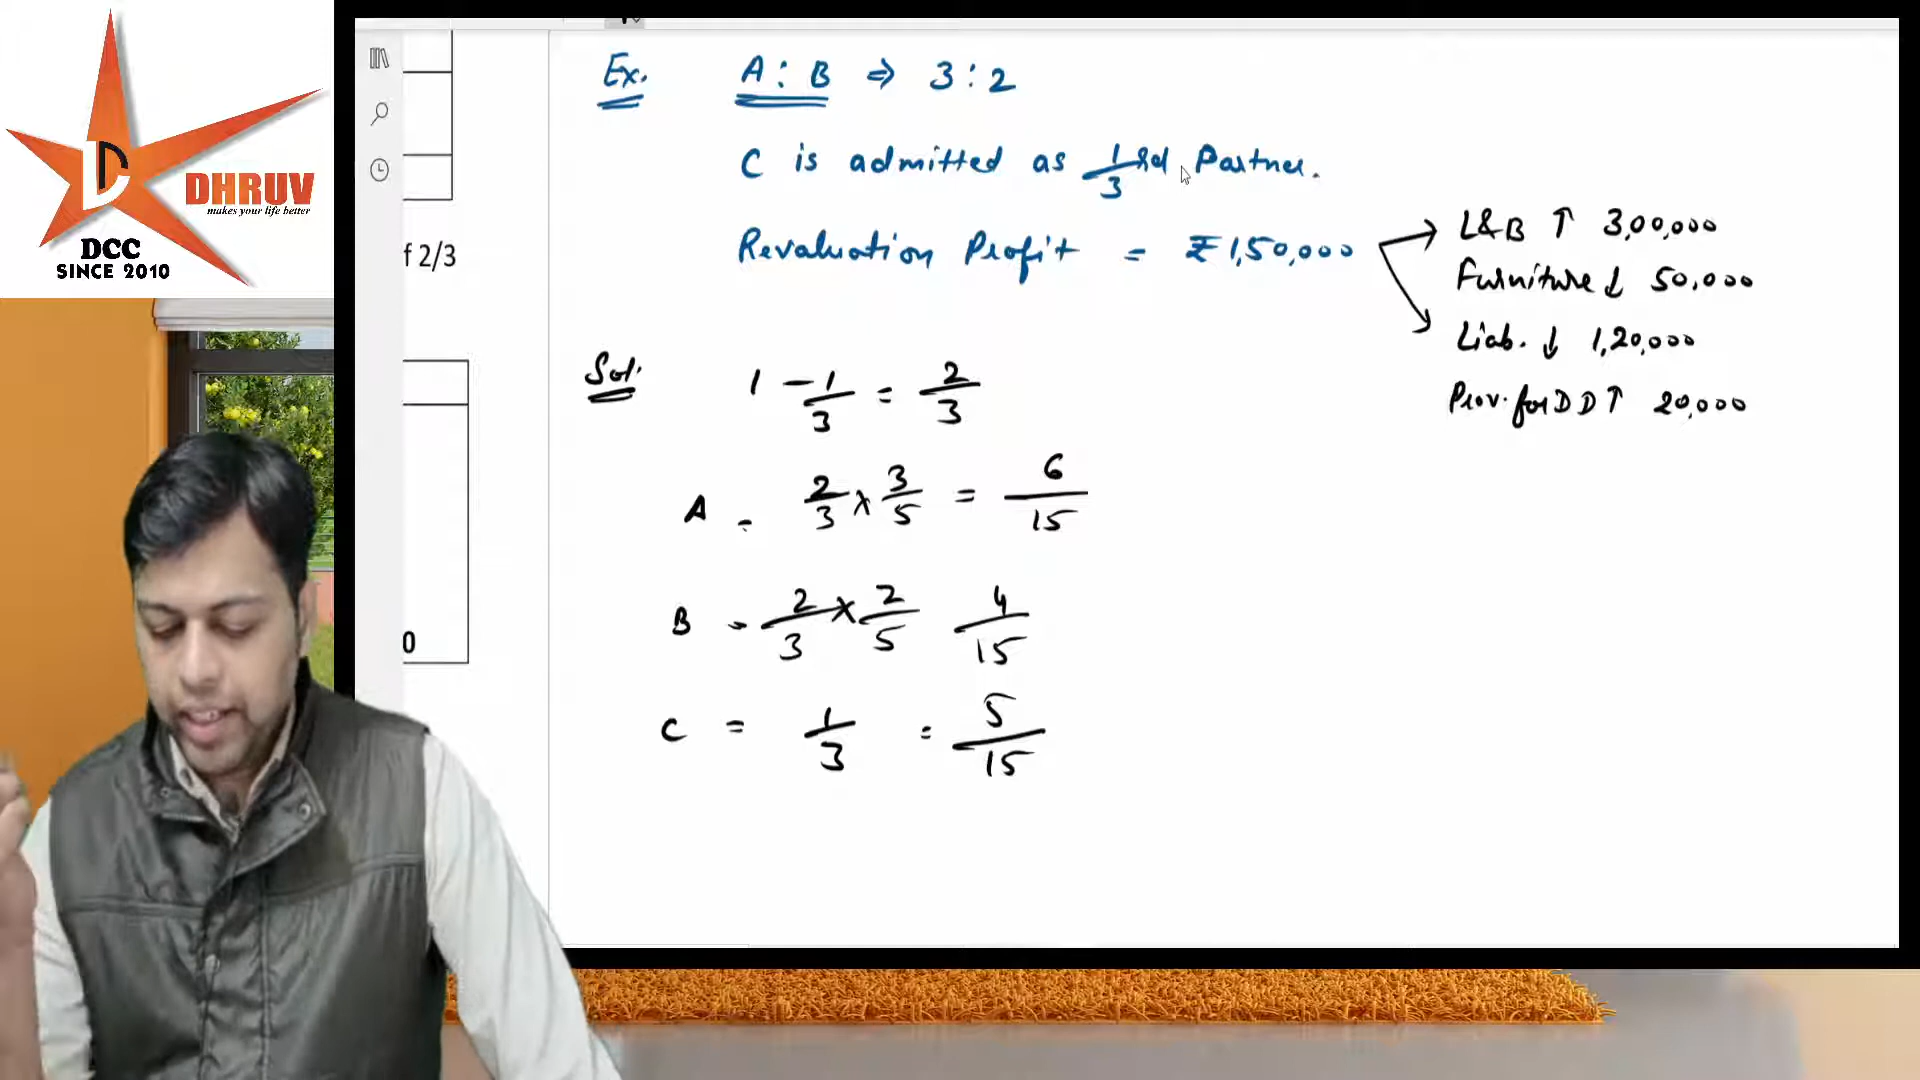 D
DHRUV
makes your life better
DCC
SINCE 2010
f 2/3
0
Ex. A : B ⇒ 3 : 2
C is admitted as 1/3rd Partner.
Revaluation Profit = ₹1,50,000
L&B ↑ 3,00,000
Furniture ↓ 50,000
Liab. ↓ 1,20,000
Prov. for D D ↑ 20,000
Sol. 1 - 1/3 = 2/3
A = 2/3 × 3/5 = 6/15
B = 2/3 × 2/5 4/15
C = 1/3 = 5/15